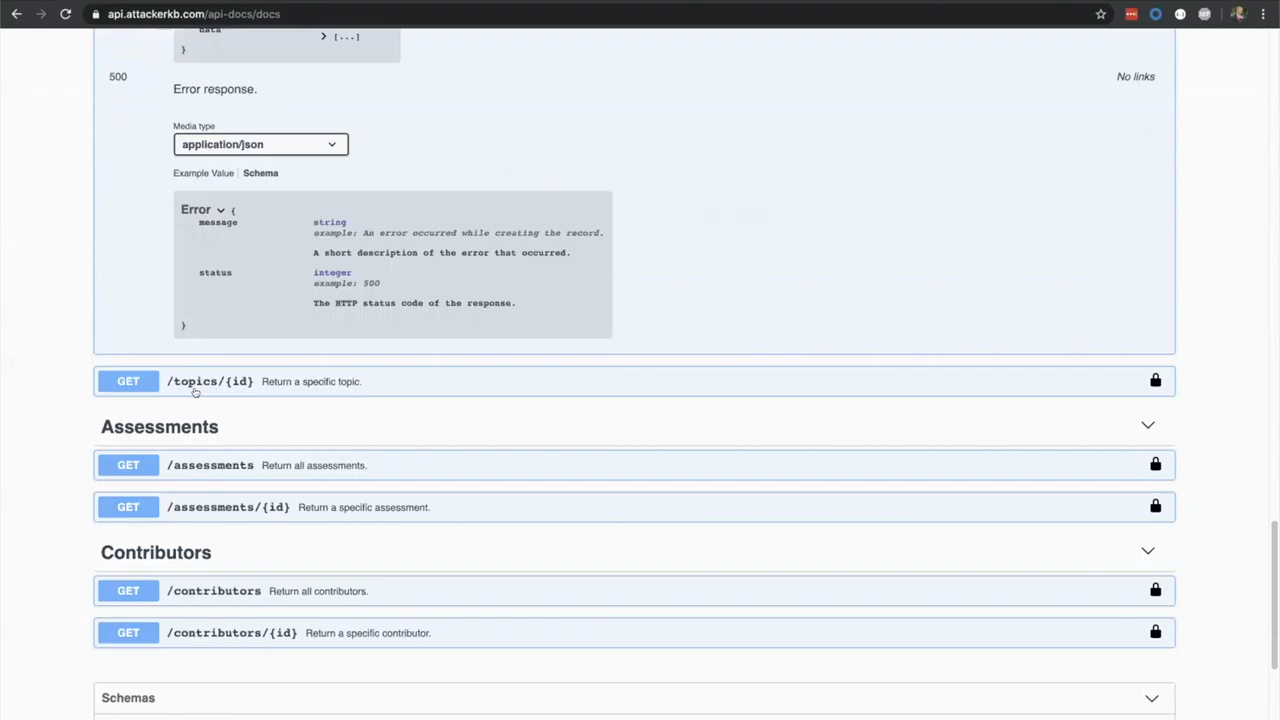 api.attackerkb.com/api-docs/docs
data > [...]
}
500
No links
Error response.
Media type
application/json
Example Value | Schema
Error {
message string
example: An error occurred while creating the record.
A short description of the error that occurred.
status integer
example: 500
The HTTP status code of the response.
}
GET /topics/{id} Return a specific topic.
Assessments
GET /assessments Return all assessments.
GET /assessments/{id} Return a specific assessment.
Contributors
GET /contributors Return all contributors.
GET /contributors/{id} Return a specific contributor.
Schemas